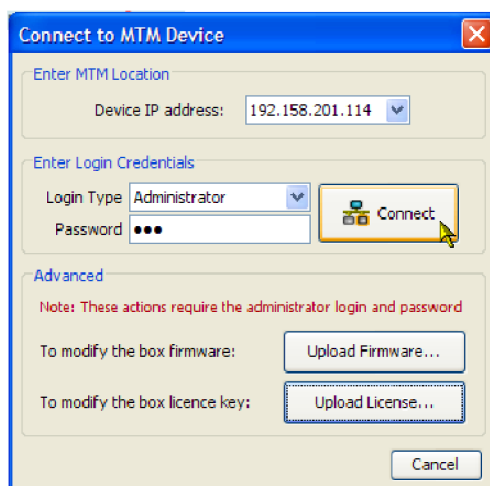 Connect to MTM Device
Enter MTM Location
Device IP address: 192.158.201.114
Enter Login Credentials
Login Type Administrator
Password ●●●
Connect
Advanced
Note: These actions require the administrator login and password
To modify the box firmware: Upload Firmware...
To modify the box licence key: Upload License...
Cancel